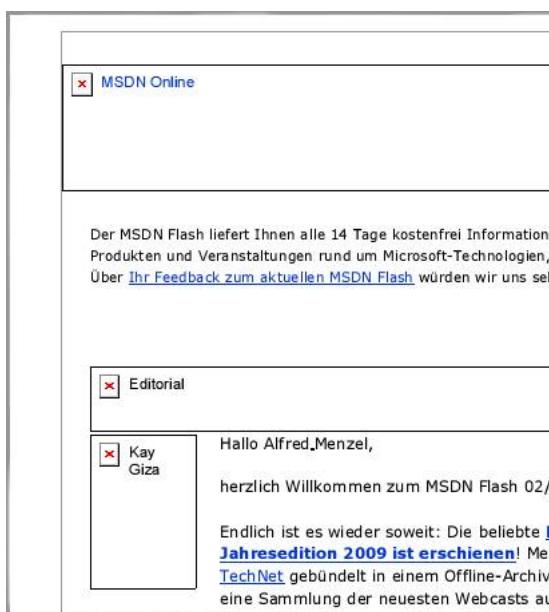 MSDN Online
Der MSDN Flash liefert Ihnen alle 14 Tage kostenfrei Information
Produkten und Veranstaltungen rund um Microsoft-Technologien,
Über Ihr Feedback zum aktuellen MSDN Flash würden wir uns se
Editorial
Kay
Giza
Hallo Alfred Menzel,
herzlich Willkommen zum MSDN Flash 02/
Endlich ist es wieder soweit: Die beliebte
Jahresedition 2009 ist erschienen! Me
TechNet gebündelt in einem Offline-Archiv
eine Sammlung der neuesten Webcasts au